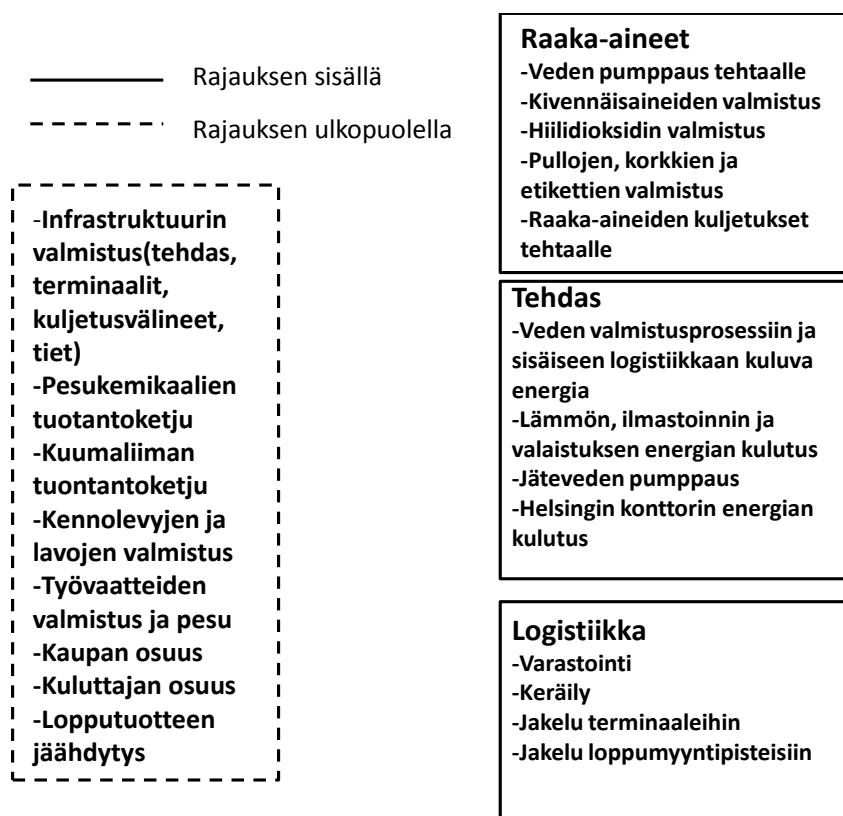 Rajauksen sisällä
Rajauksen ulkopuolella
-Infrastruktuurin
valmistus(tehdas,
terminaalit,
kuljetusvälineet,
tiet)
-Pesukemikaalien
tuotantoketju
-Kuumaliiman
tuontantoketju
-Kennolevyjen ja
lavojen valmistus
-Työvaatteiden
valmistus ja pesu
-Kaupan osuus
-Kuluttajan osuus
-Lopputuotteen
jäähdytys
Raaka-aineet
-Veden pumppaus tehtaalle
-Kivennäisaineiden valmistus
-Hiilidioksidin valmistus
-Pullojen, korkkien ja
etikettien valmistus
-Raaka-aineiden kuljetukset
tehtaalle
Tehdas
-Veden valmistusprosessiin ja
sisäiseen logistiikkaan kuluva
energia
-Lämmön, ilmastoinnin ja
valaistuksen energian kulutus
-Jäteveden pumppaus
-Helsingin konttorin energian
kulutus
Logistiikka
-Varastointi
-Keräily
-Jakelu terminaaleihin
-Jakelu loppumyyntipisteisiin